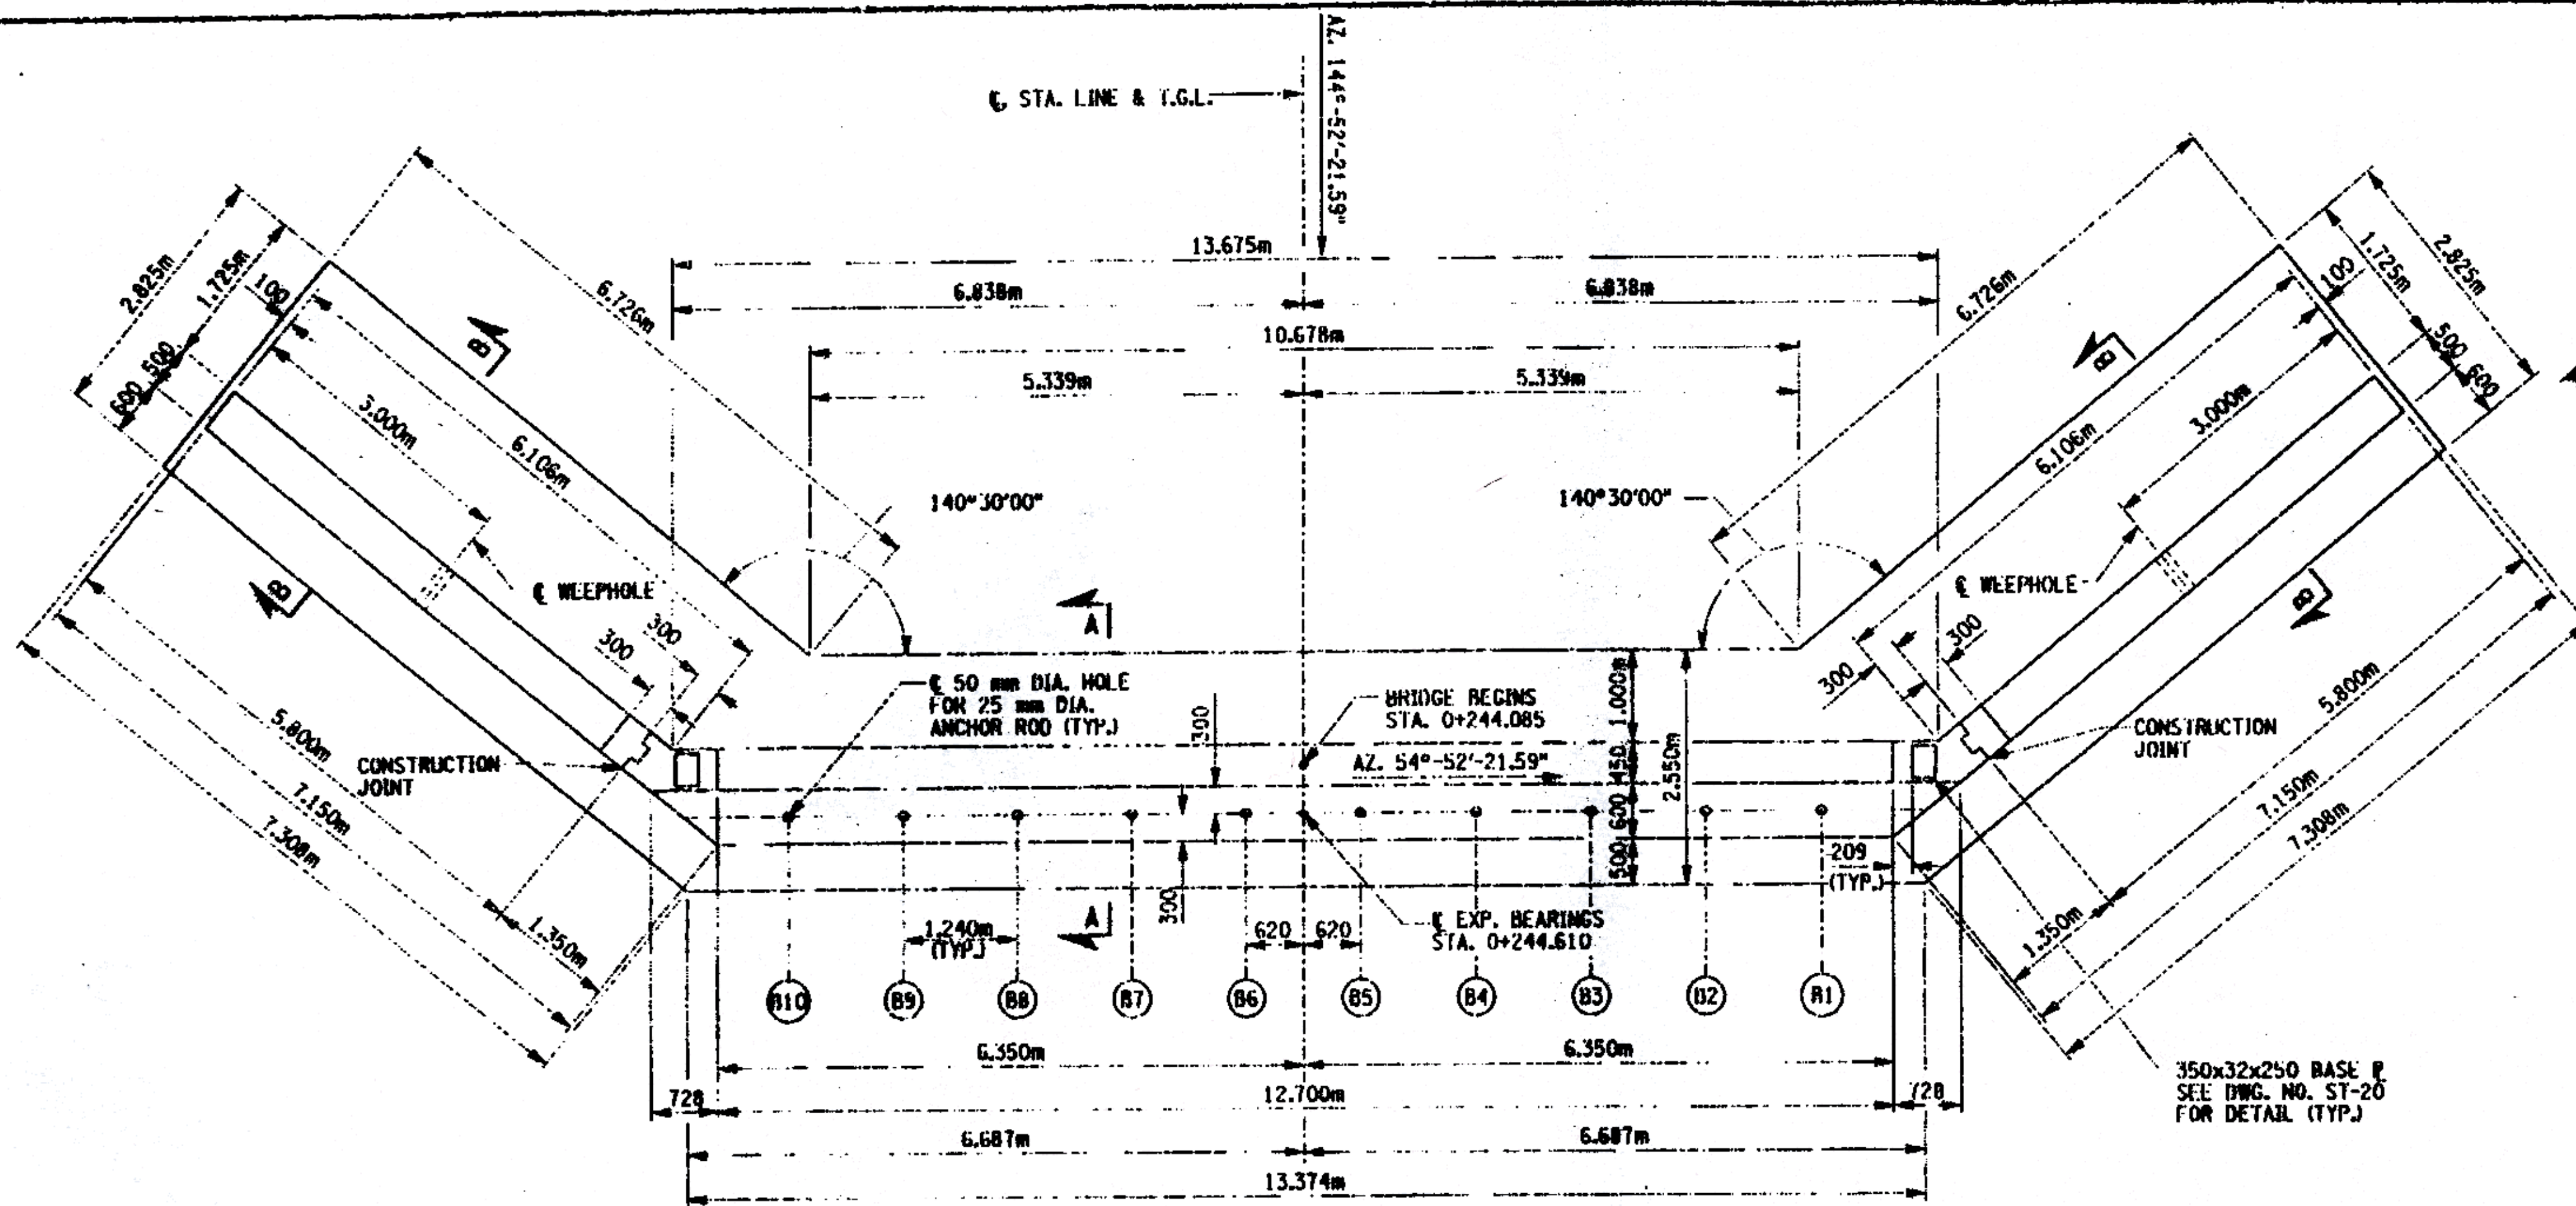 AZ. 144°-52'-21.59"
℄ STA. LINE & T.G.L.
13.675m
6.838m
6.838m
10.678m
5.339m
5.339m
2.825m
1.725m
100
500
600
6.726m
3.000m
6.106m
B
B
140°30'00"
℄ WEEPHOLE
300
300
CONSTRUCTION
JOINT
5.800m
7.150m
7.308m
1.350m
6.726m
2.825m
1.725m
100
500
600
3.000m
6.106m
B
B
140°30'00"
℄ WEEPHOLE
300
300
CONSTRUCTION
JOINT
5.800m
7.150m
7.308m
1.350m
A
A
℄ 50 mm DIA. HOLE
FOR 25 mm DIA.
ANCHOR ROD (TYP.)
300
300
BRIDGE BEGINS
STA. 0+244.085
AZ. 54°-52'-21.59"
1.000m
450
600
500
2.550m
209
(TYP.)
1.240m
(TYP.)
620
620
℄ EXP. BEARINGS
STA. 0+244.610
B10
B9
B8
B7
B6
B5
B4
B3
B2
B1
6.350m
6.350m
728
12.700m
728
6.687m
6.687m
13.374m
350x32x250 BASE ℄
SEE DWG. NO. ST-20
FOR DETAIL (TYP.)